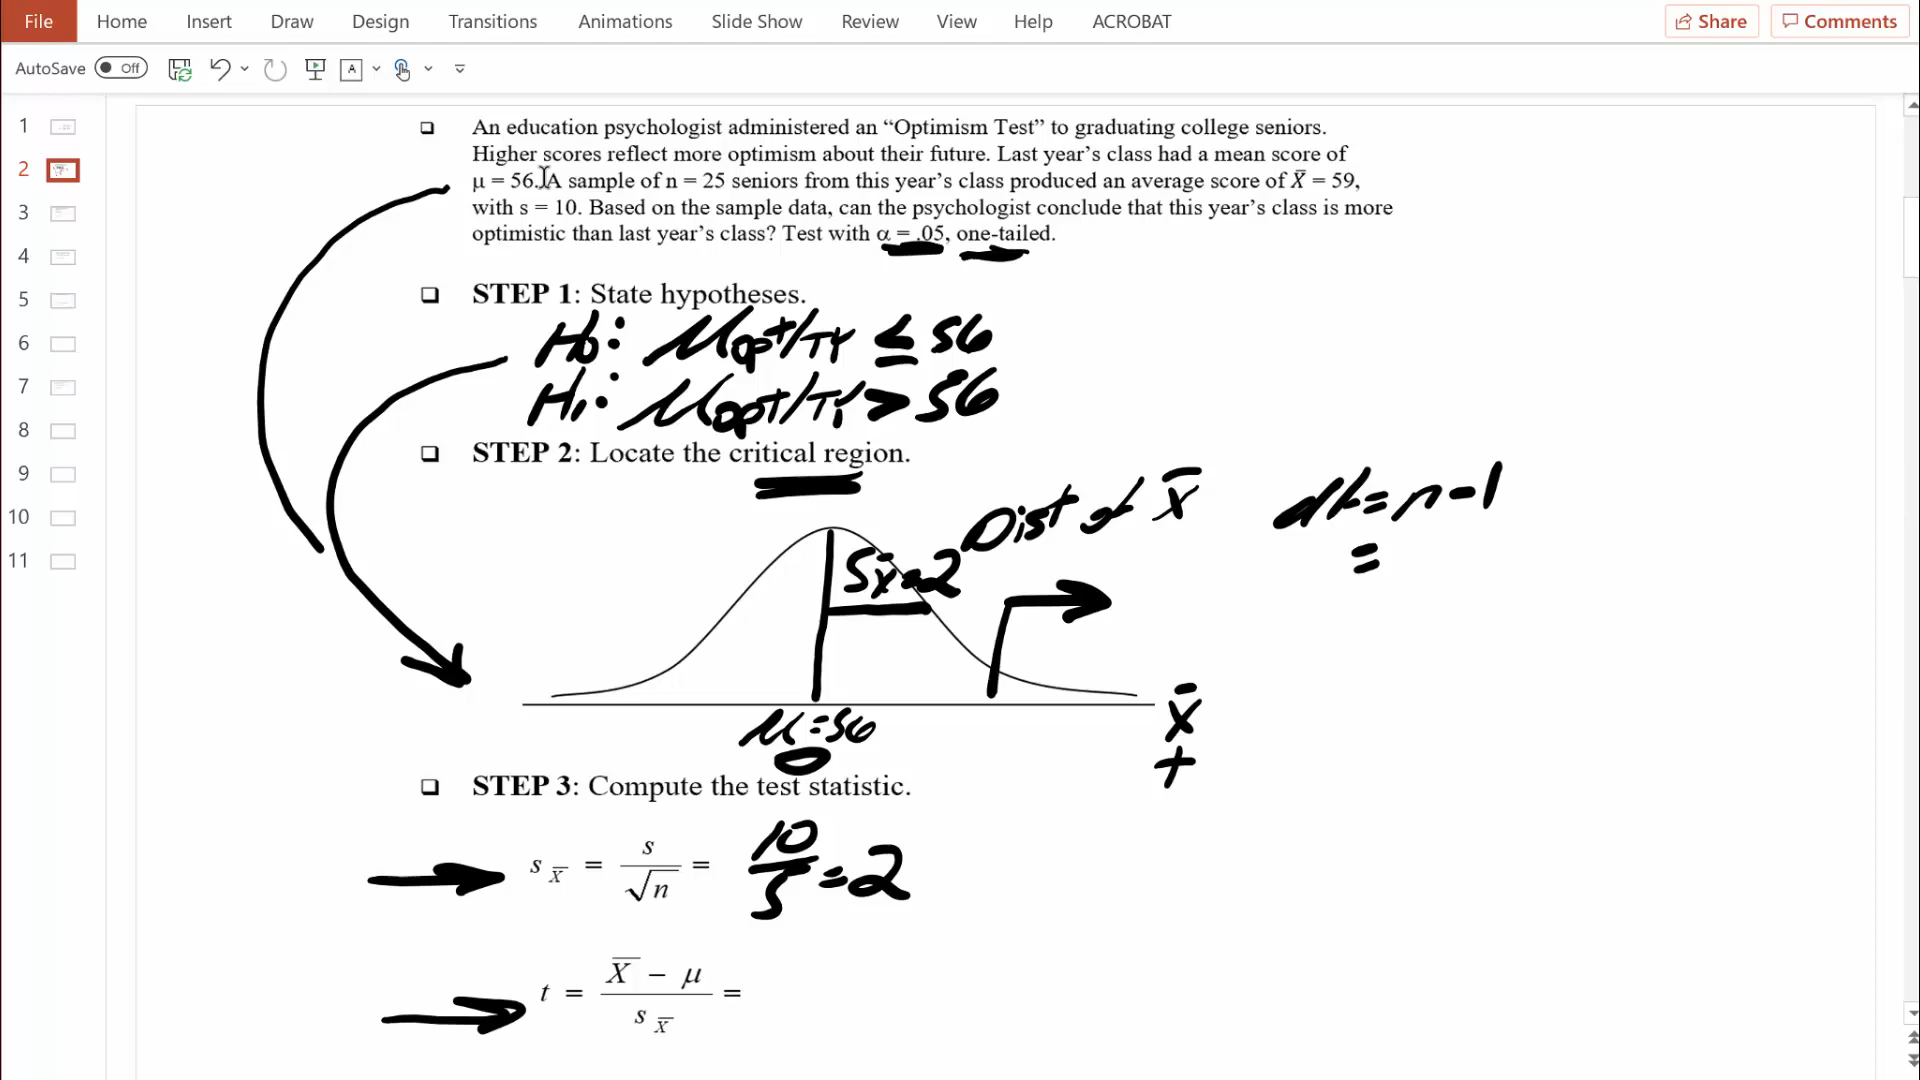 File Home Insert Draw Design Transitions Animations Slide Show Review View Help ACROBAT Share Comments
AutoSave Off A
1
2
3
4
5
6
7
8
9
10
11
An education psychologist administered an “Optimism Test” to graduating college seniors.
Higher scores reflect more optimism about their future. Last year’s class had a mean score of
μ = 56. A sample of n = 25 seniors from this year’s class produced an average score of X̄ = 59,
with s = 10. Based on the sample data, can the psychologist conclude that this year’s class is more
optimistic than last year’s class? Test with α = .05, one-tailed.
STEP 1: State hypotheses.
H0: μopt/TY ≤ 56
H1: μopt/TY > 56
STEP 2: Locate the critical region.
Dist of X̄
df = n-1
=
Sx̄=2
μ=56
0
X̄
t
STEP 3: Compute the test statistic.
s X̄ = s / √n = 10/5 = 2
t = X̄ − μ / s X̄ =